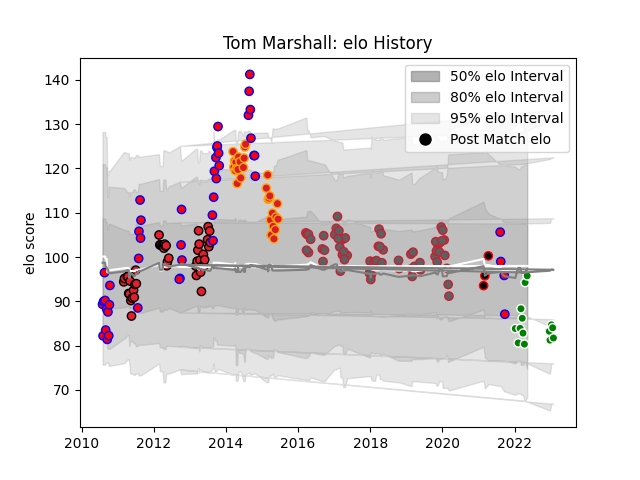 Tom Marshall: elo History
50% elo Interval
80% elo Interval
95% elo Interval
Post Match elo
elo score
140
130
120
110
100
90
80
70
2010
2012
2014
2016
2018
2020
2022